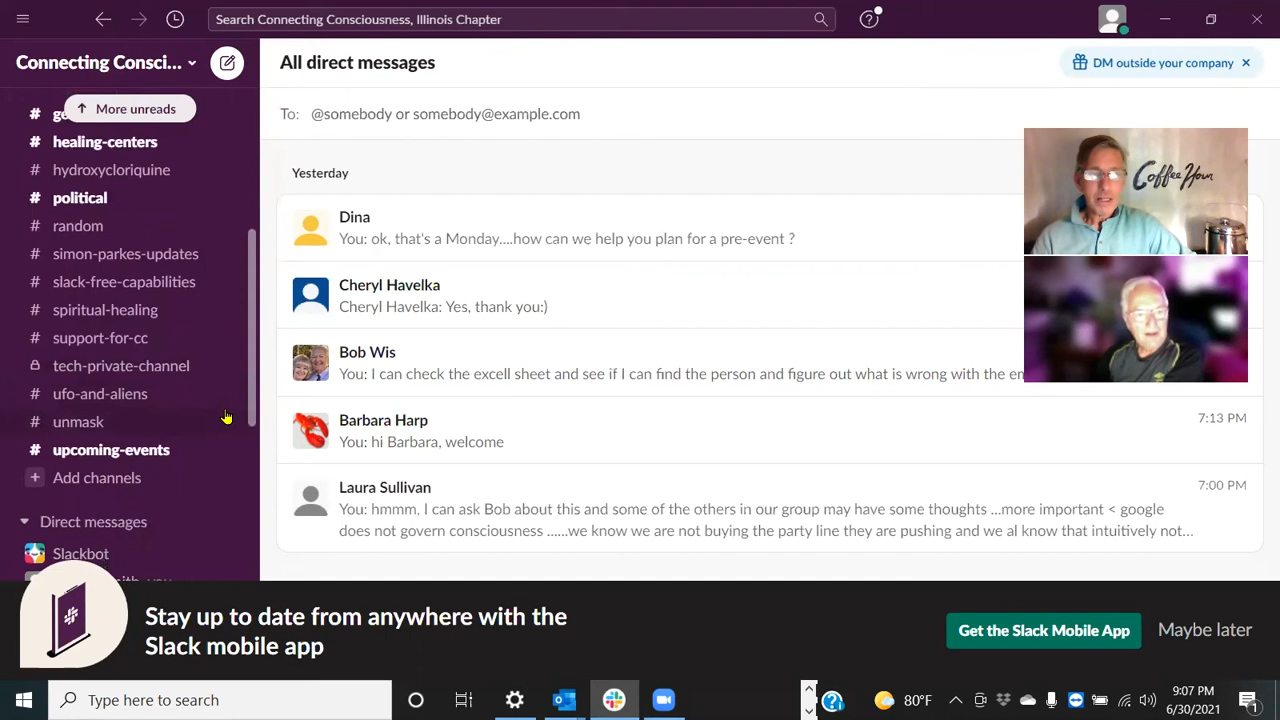 Search Connecting Consciousness, Illinois Chapter
Connecting Consci...
All direct messages
DM outside your company
More unreads
To: @somebody or somebody@example.com
# healing-centers
# hydroxycloriquine
# political
# random
# simon-parkes-updates
# slack-free-capabilities
# spiritual-healing
# support-for-cc
tech-private-channel
# ufo-and-aliens
# unmask
# upcoming-events
+ Add channels
Direct messages
Slackbot
Yesterday
Dina
You: ok, that's a Monday....how can we help you plan for a pre-event ?
Cheryl Havelka
Cheryl Havelka: Yes, thank you:)
Bob Wis
You: I can check the excell sheet and see if I can find the person and figure out what is wrong with the
Barbara Harp
7:13 PM
You: hi Barbara, welcome
Laura Sullivan
7:00 PM
You: hmmm, I can ask Bob about this and some of the others in our group may have some thoughts ...more important < google
does not govern consciousness ......we know we are not buying the party line they are pushing and we al know that intuitively not...
Coffee Hour
Stay up to date from anywhere with the
Slack mobile app
Get the Slack Mobile App
Maybe later
Type here to search
80°F
9:07 PM
6/30/2021
1